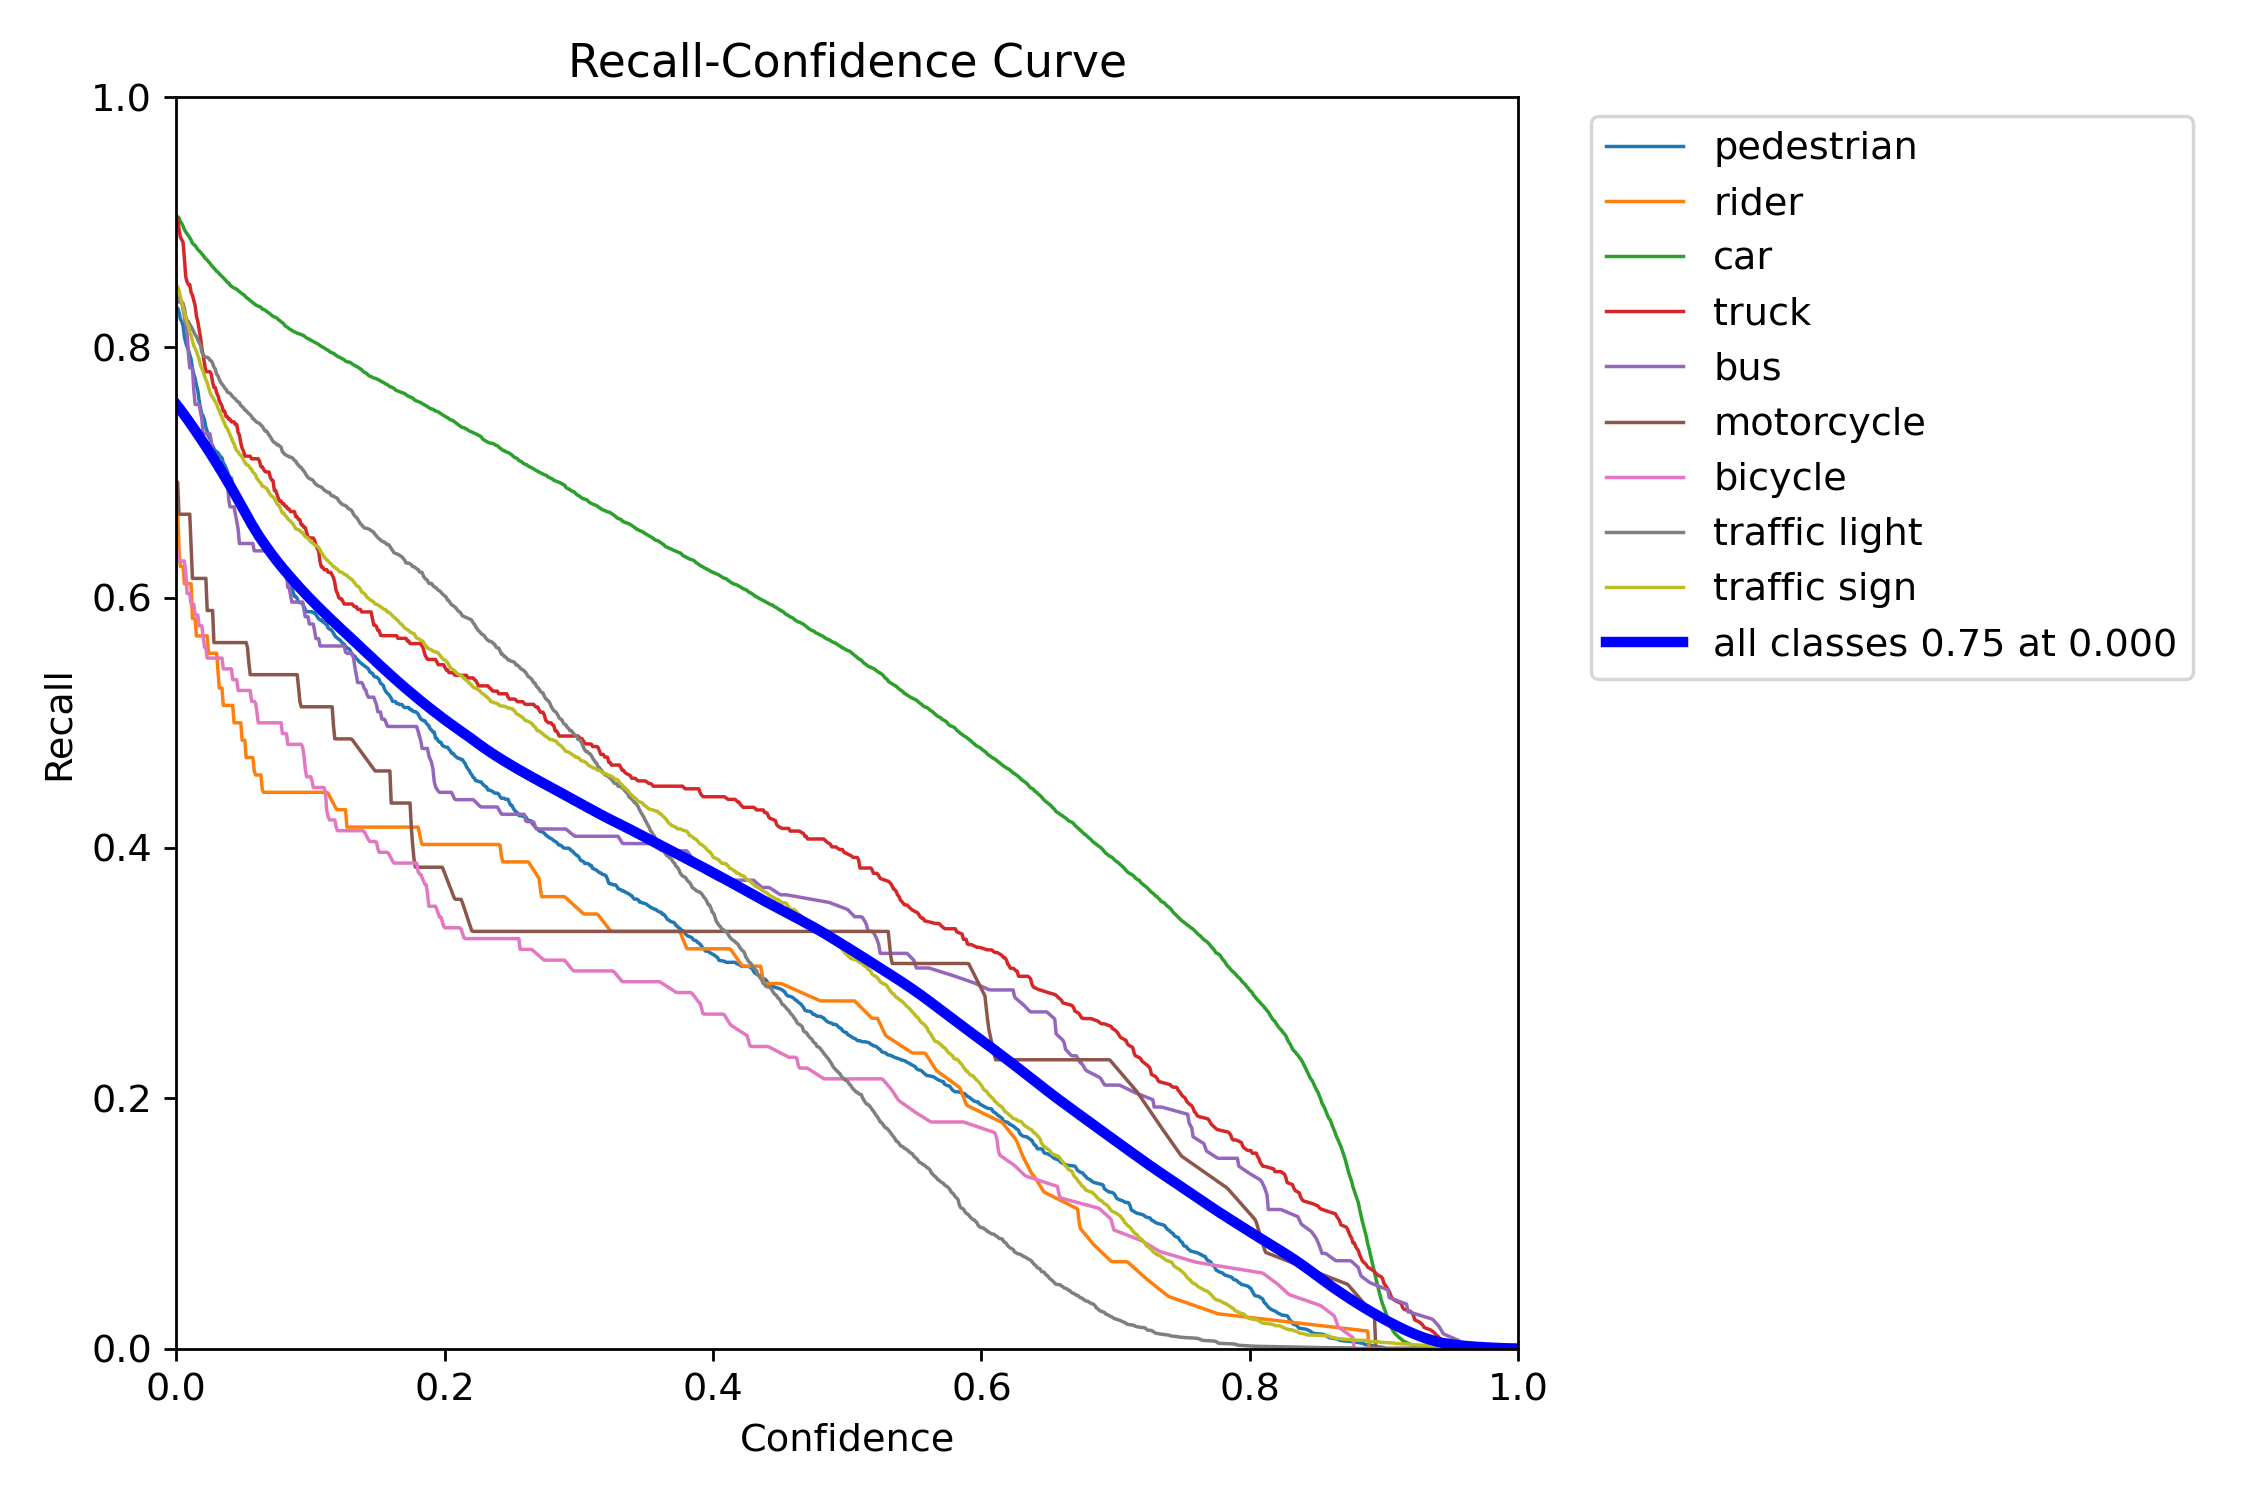 Recall-Confidence Curve
1.0
0.8
0.6
0.4
0.2
0.0
Recall
0.0 0.2 0.4 0.6 0.8 1.0
Confidence
pedestrian
rider
car
truck
bus
motorcycle
bicycle
traffic light
traffic sign
all classes 0.75 at 0.000